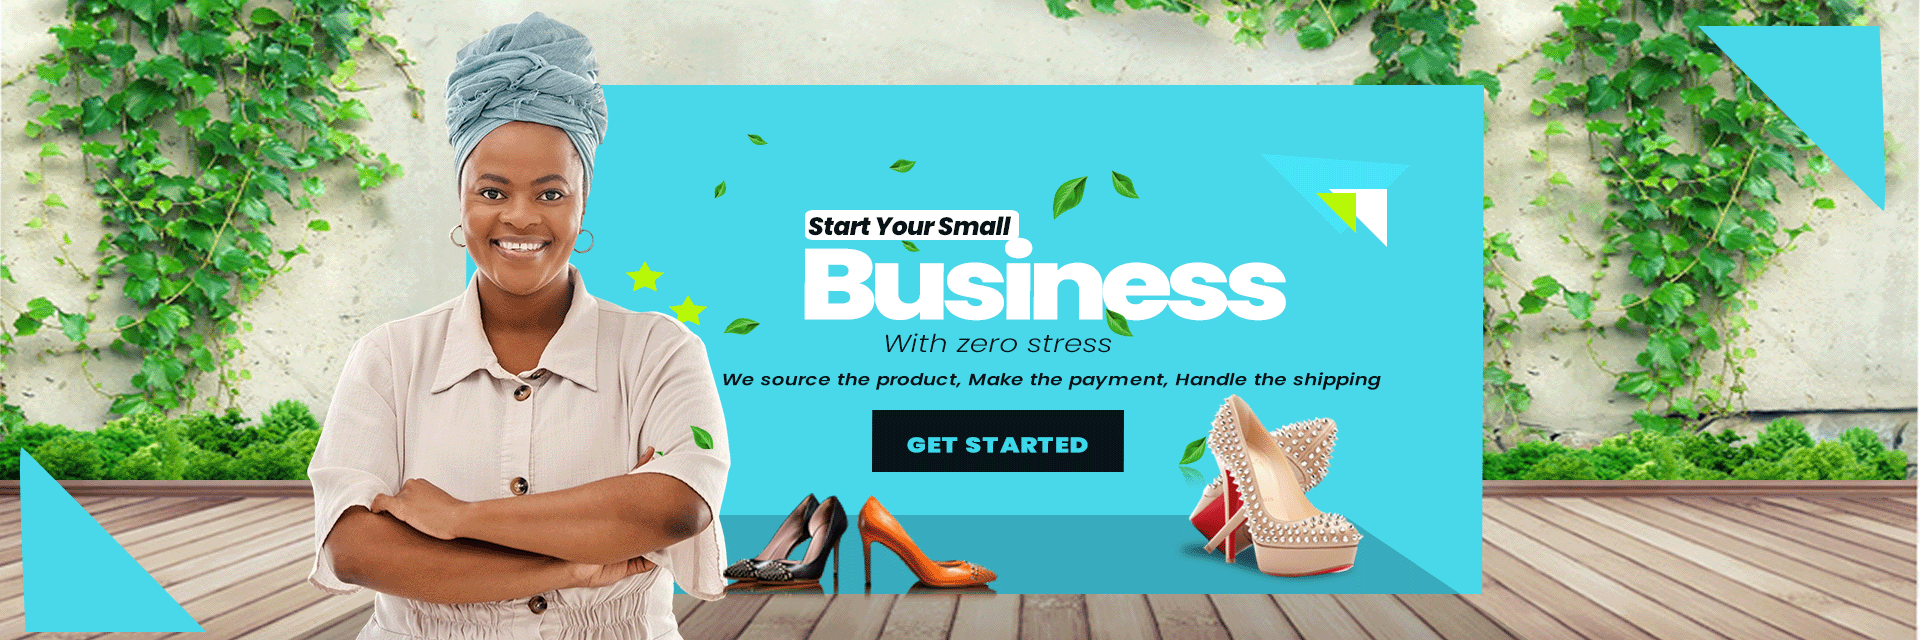 Start Your Small
Business
With zero stress
We source the product, Make the payment, Handle the shipping
GET STARTED